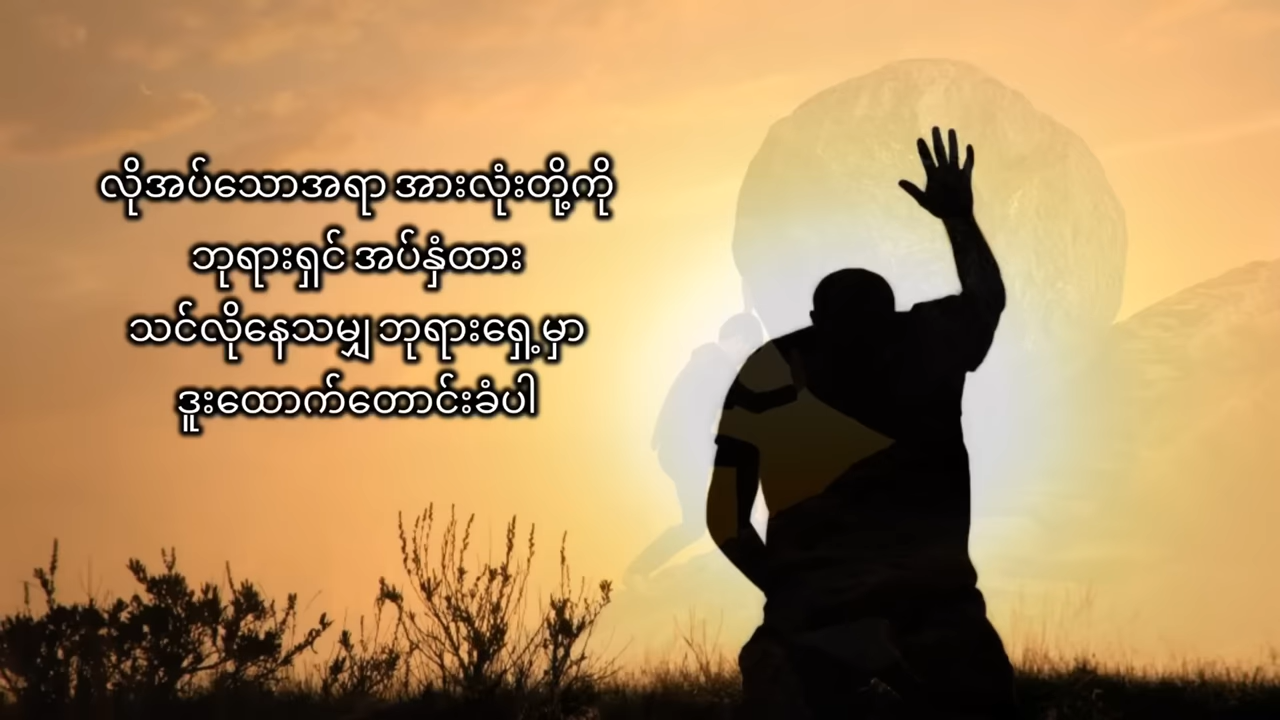 လိုအပ်သောအရာ အားလုံးတို့ကို
ဘုရားရှင် အပ်နှံထား
သင်လိုနေသမျှ ဘုရားရှေ့မှာ
ဒူးထောက်တောင်းခံပါ